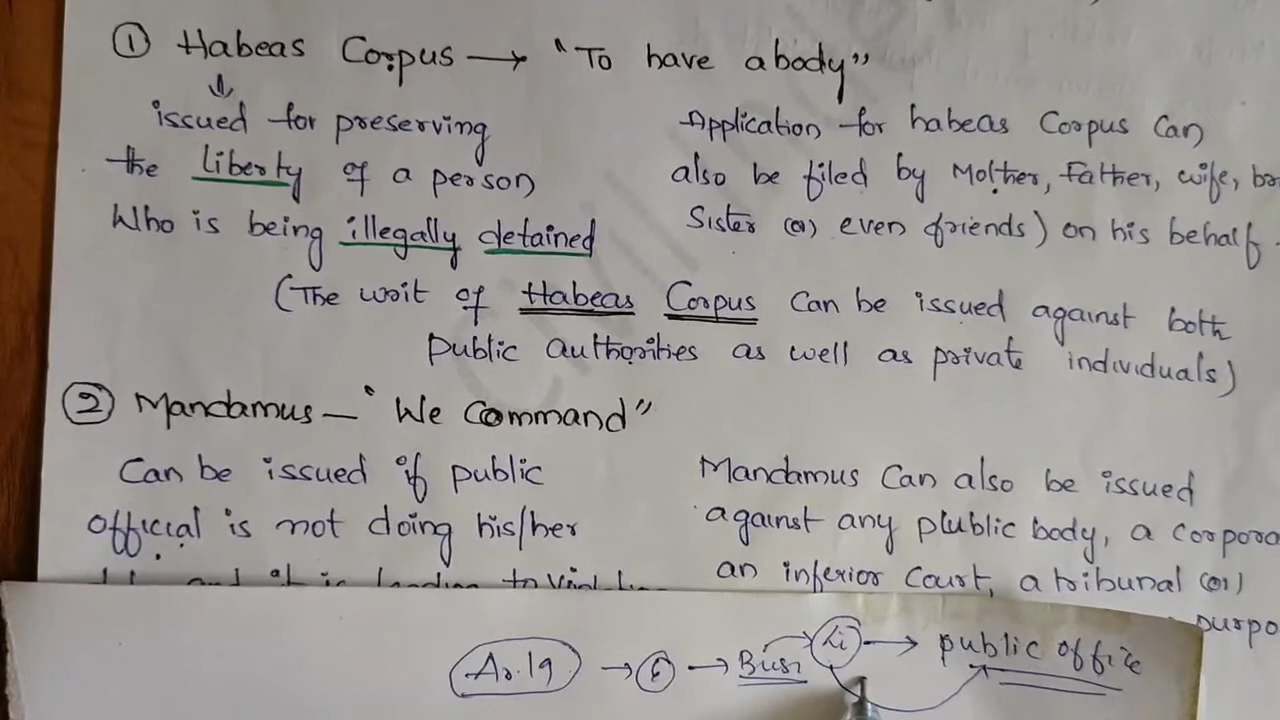 ① Habeas Corpus → "To have a body"
↓
issued for preserving
the liberty of a person
Who is being illegally detained
Application for habeas Corpus Can
also be filed by Mother, Father, wife,
Sister (or) even friends) on his behalf
(The writ of Habeas Corpus Can be issued against both
Public authorities as well as private individuals)
② Mandamus — "We Command"
Can be issued if public
official is not doing his/her
Mandamus Can also be issued
against any plublic body, a
an inferior Court, a tribunal (or)
Ar.19 → 6 → Busi → Li → public office